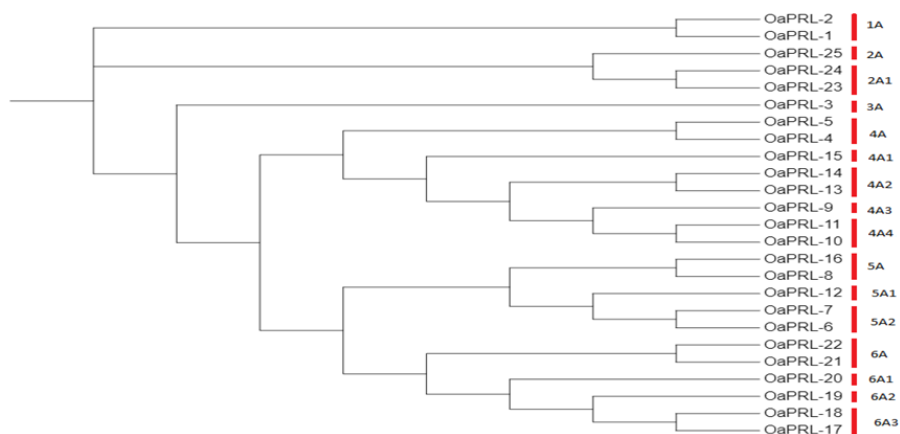 OaPRL-2
OaPRL-1
1A
OaPRL-25
2A
OaPRL-24
OaPRL-23
2A1
OaPRL-3
3A
OaPRL-5
OaPRL-4
4A
OaPRL-15
4A1
OaPRL-14
OaPRL-13
4A2
OaPRL-9
4A3
OaPRL-11
OaPRL-10
4A4
OaPRL-16
OaPRL-8
5A
OaPRL-12
5A1
OaPRL-7
OaPRL-6
5A2
OaPRL-22
OaPRL-21
6A
OaPRL-20
6A1
OaPRL-19
6A2
OaPRL-18
OaPRL-17
6A3